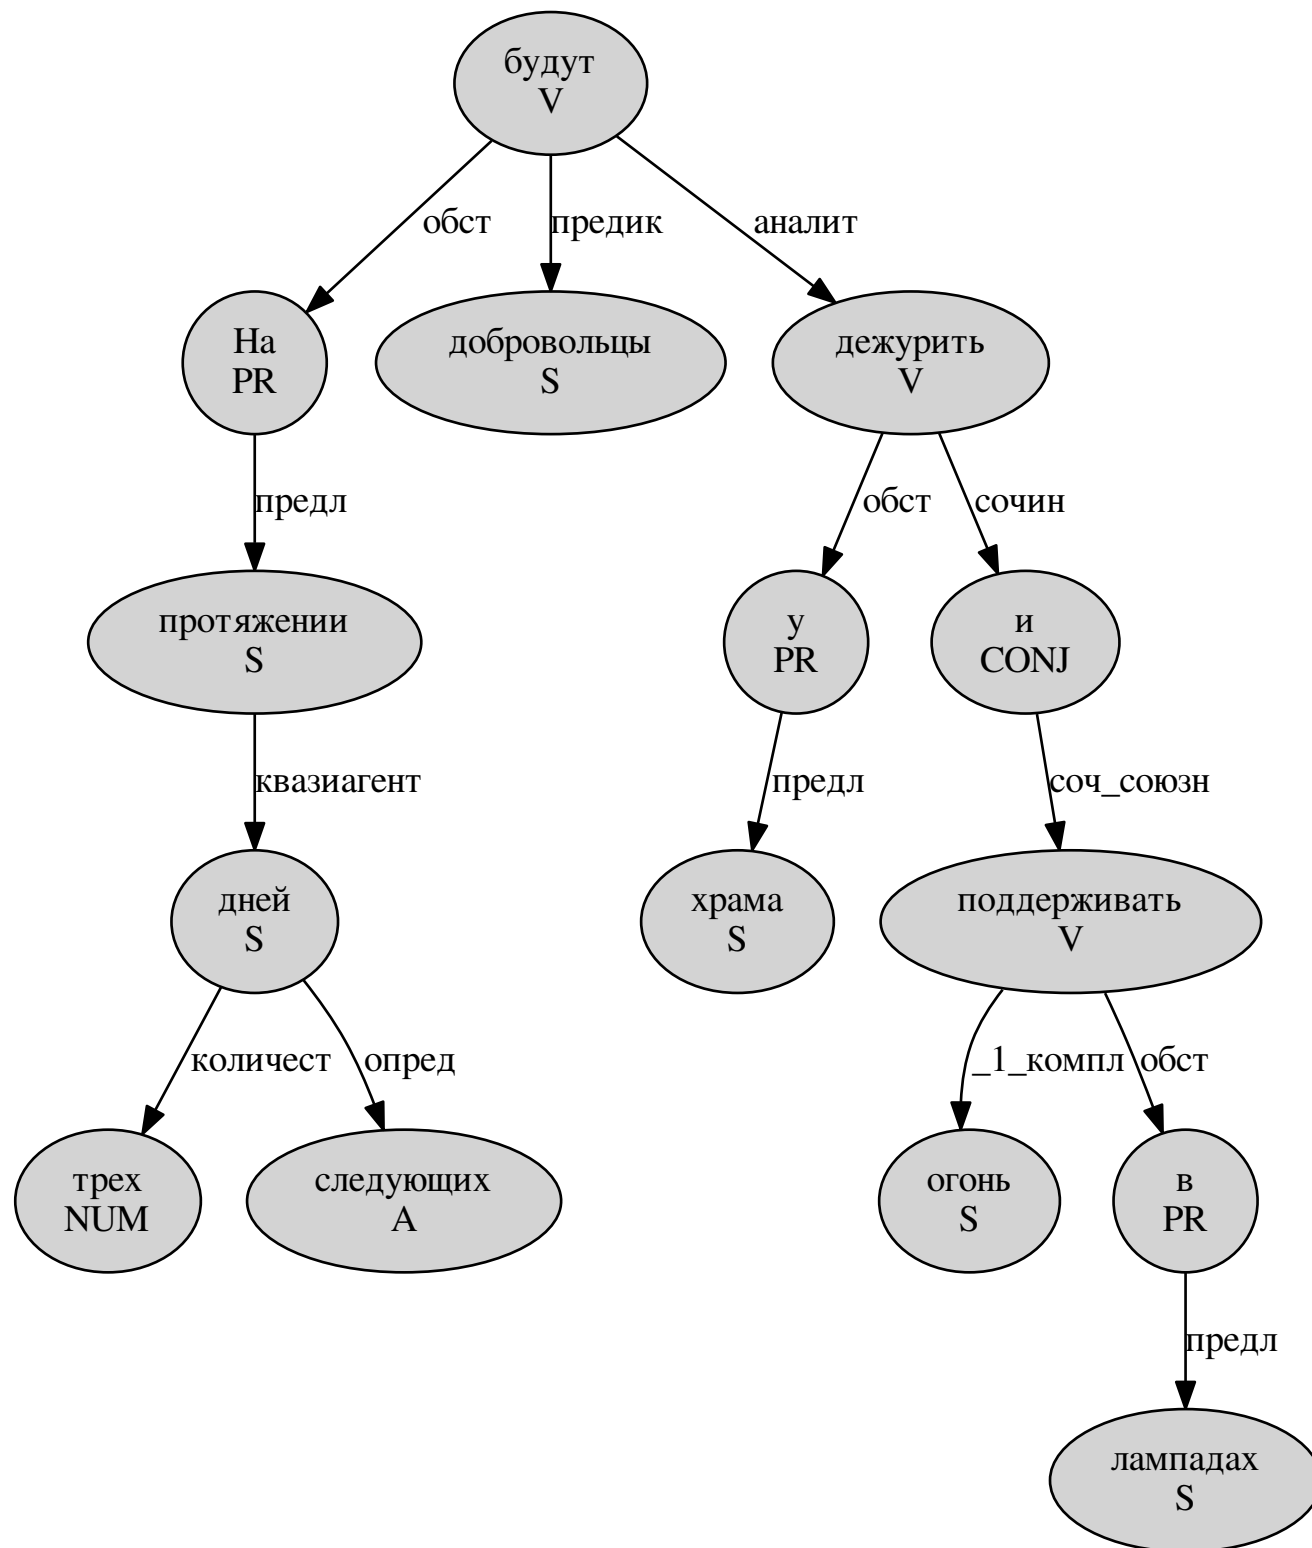 будут
V
обст
предик
аналит
На
PR
добровольцы
S
дежурить
V
предл
обст
сочин
протяжении
S
у
PR
и
CONJ
квазиагент
предл
соч_союзн
дней
S
храма
S
поддерживать
V
количест
опред
_1_компл
обст
трех
NUM
следующих
A
огонь
S
в
PR
предл
лампадах
S